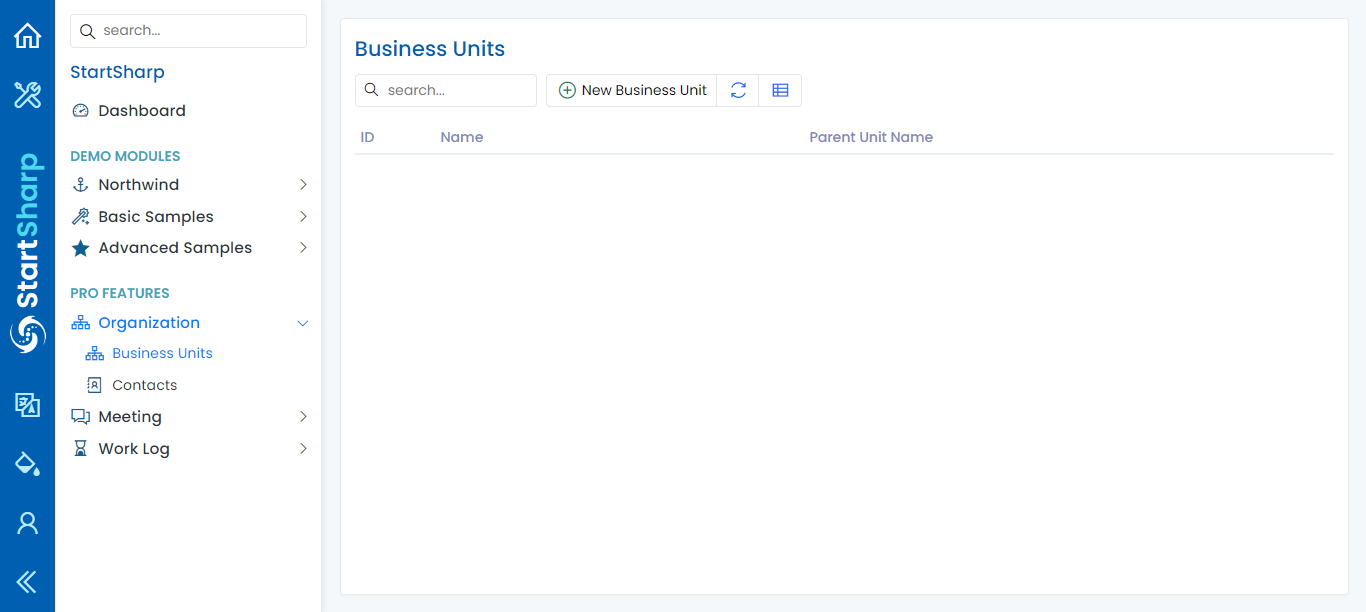 StartSharp
search...
StartSharp
Dashboard
DEMO MODULES
Northwind
Basic Samples
Advanced Samples
PRO FEATURES
Organization
Business Units
Contacts
Meeting
Work Log
Business Units
search...
New Business Unit
ID Name Parent Unit Name